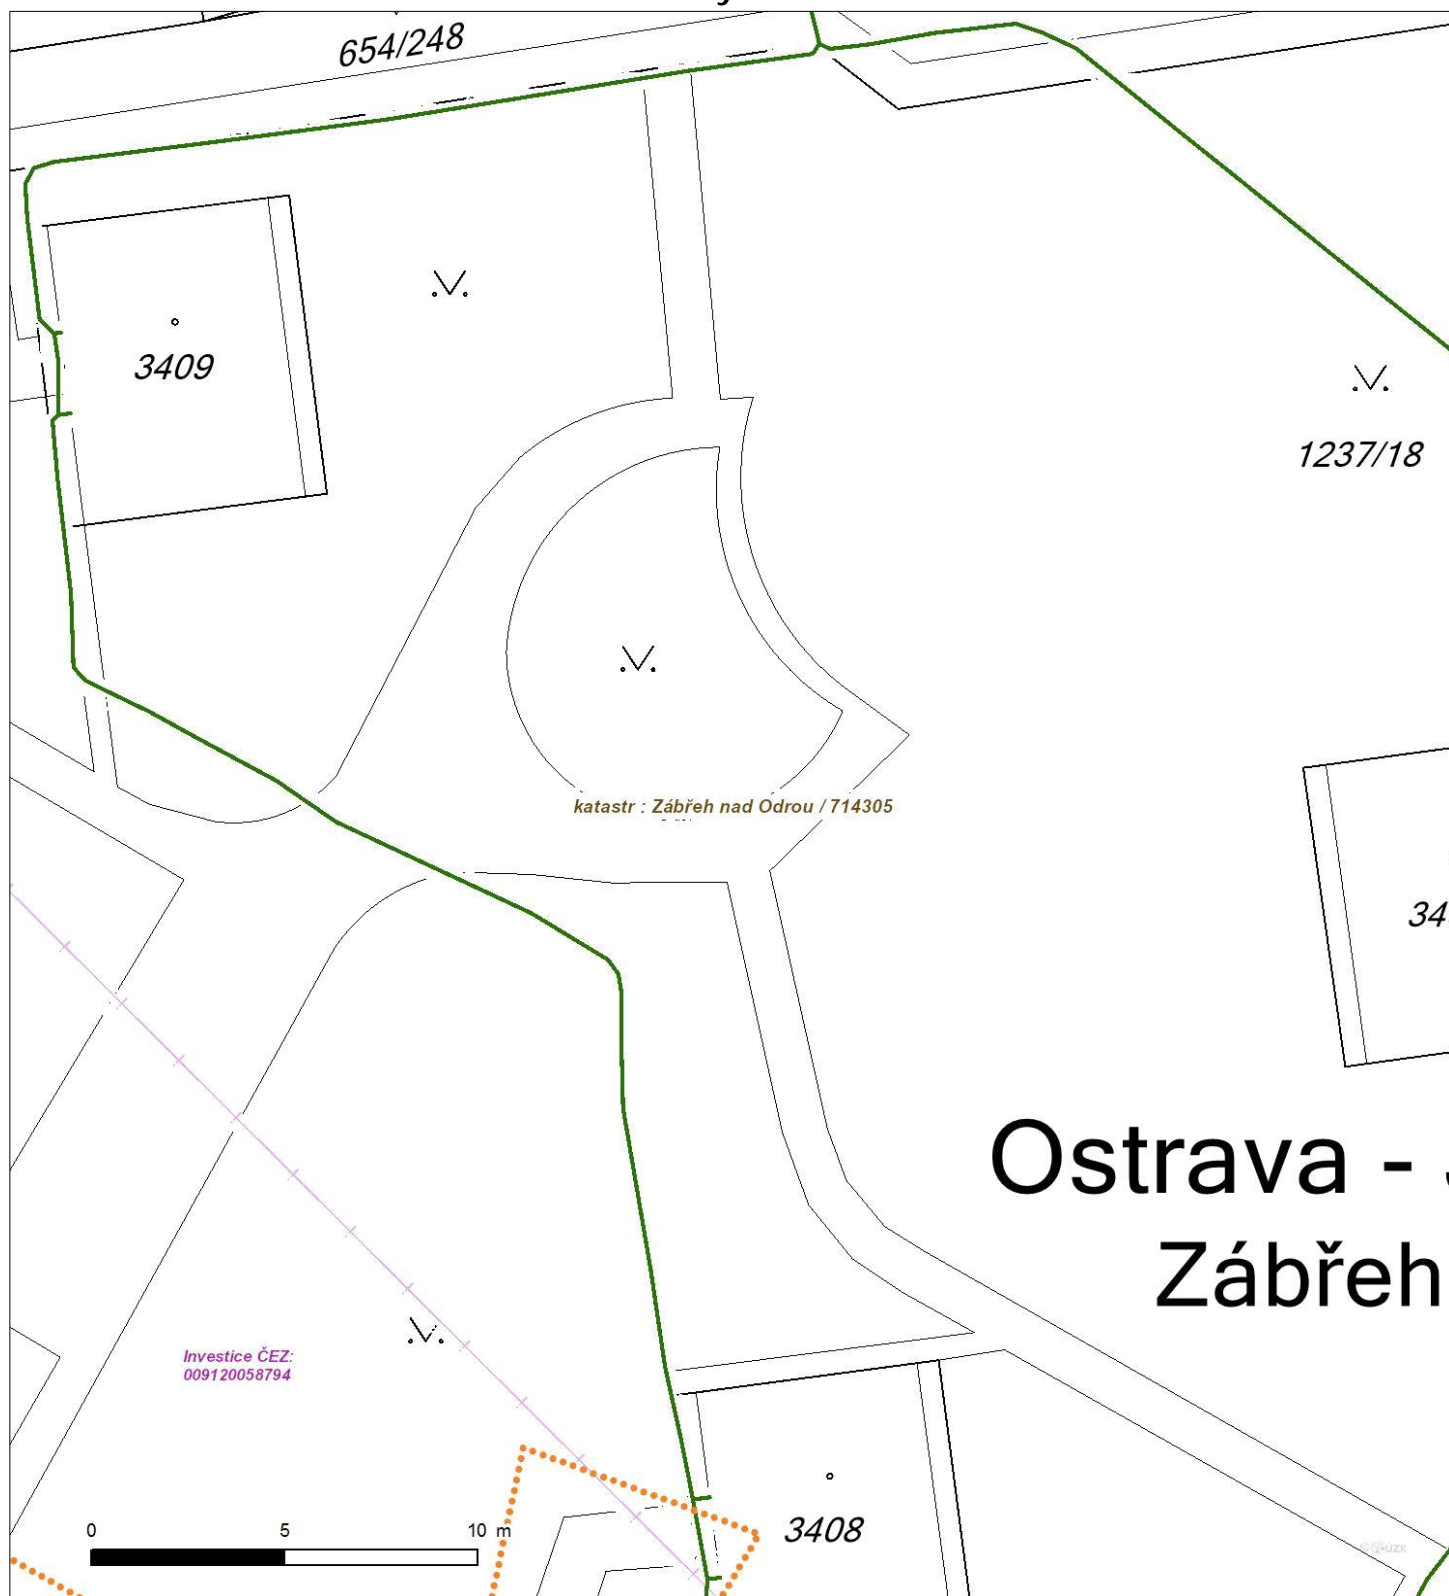 654/248
3409
1237/18
katastr : Zábřeh nad Odrou / 714305
34
Ostrava -
Zábřeh
Investice ČEZ:
009120058794
3408
0 5 10 m